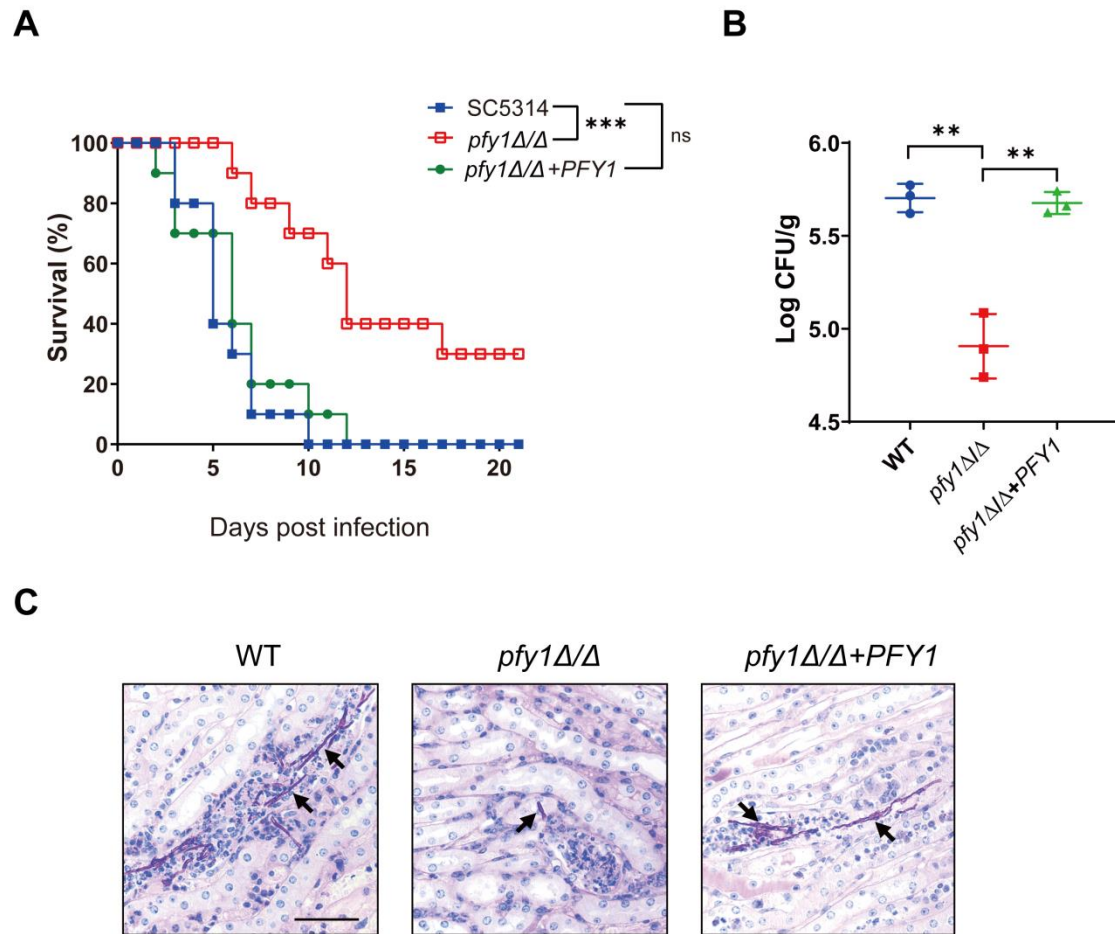 A
SC5314
pfy1Δ/Δ
pfy1Δ/Δ+PFY1
***
ns
Survival (%)
100
80
60
40
20
0
0 5 10 15 20
Days post infection
B
** **
Log CFU/g
6.0
5.5
5.0
4.5
WT
pfy1Δ/Δ
pfy1Δ/Δ+PFY1
C
WT pfy1Δ/Δ pfy1Δ/Δ+PFY1